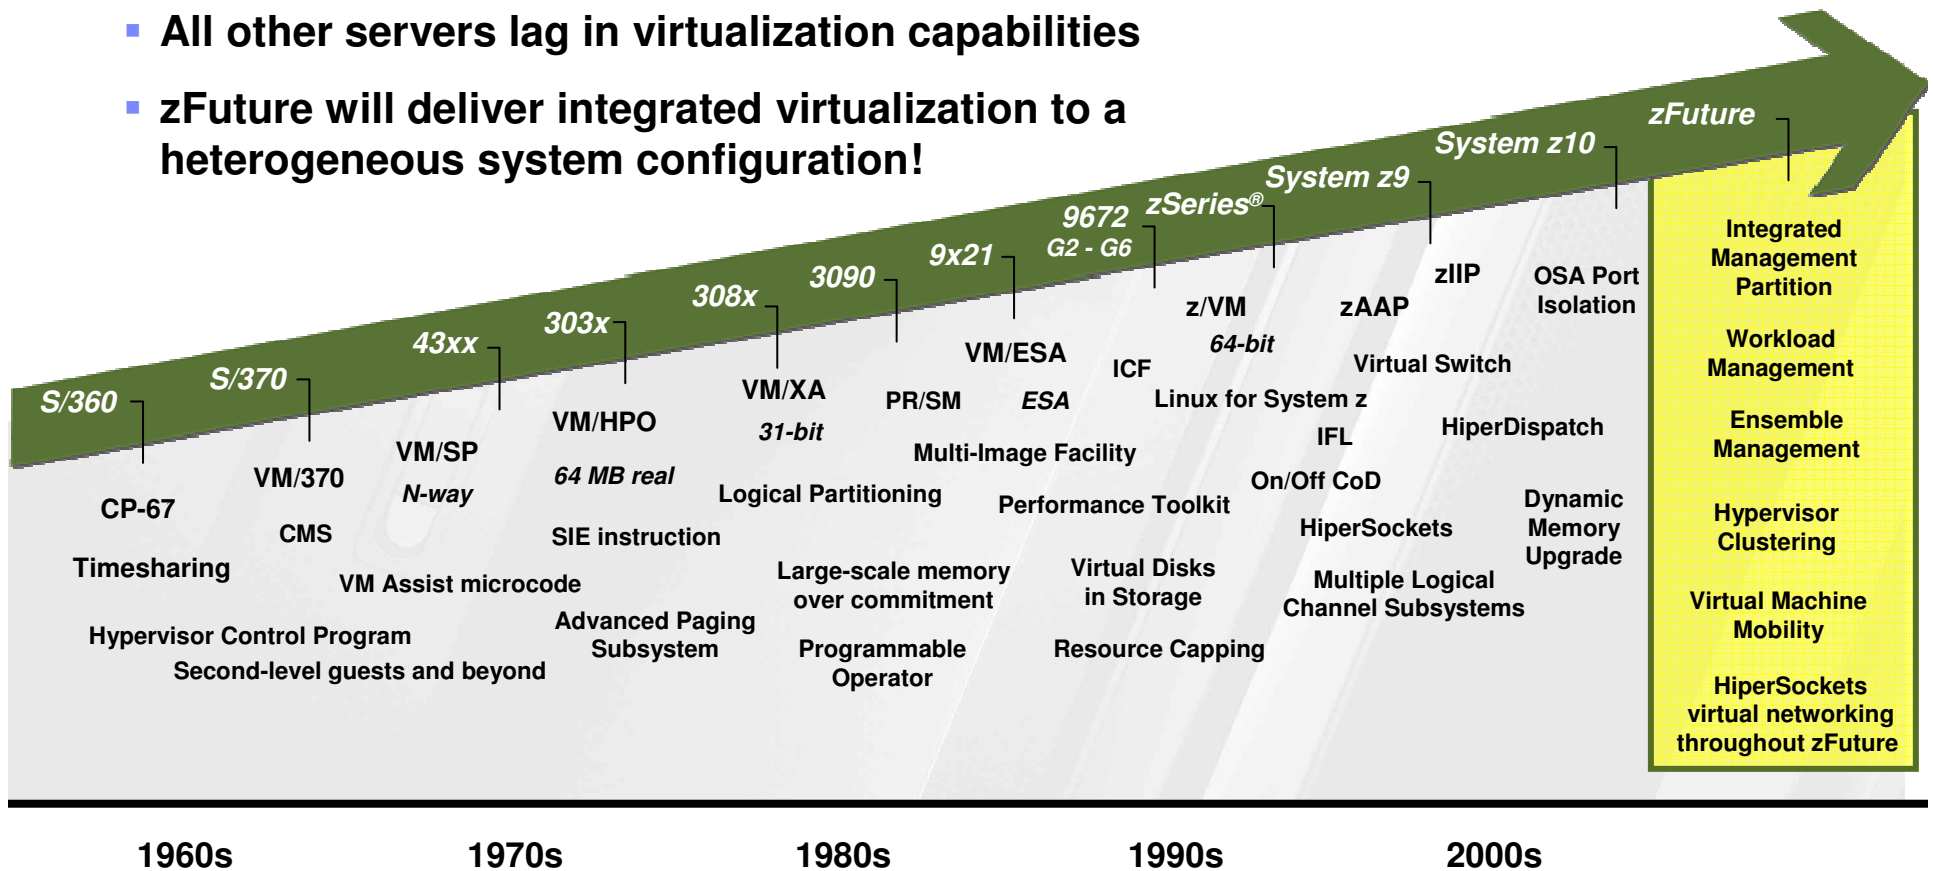 ▪ All other servers lag in virtualization capabilities
▪ zFuture will deliver integrated virtualization to a
heterogeneous system configuration!
S/360
S/370
43xx
303x
308x
3090
9x21
9672
G2 - G6
zSeries®
System z9
System z10
zFuture
CP-67
Timesharing
Hypervisor Control Program
Second-level guests and beyond
VM/370
CMS
VM Assist microcode
VM/SP
N-way
VM/HPO
64 MB real
SIE instruction
Advanced Paging
Subsystem
VM/XA
31-bit
Logical Partitioning
Large-scale memory
over commitment
Programmable
Operator
PR/SM
Multi-Image Facility
VM/ESA
ESA
Performance Toolkit
Virtual Disks
in Storage
Resource Capping
ICF
z/VM
64-bit
Linux for System z
IFL
On/Off CoD
HiperSockets
Multiple Logical
Channel Subsystems
zAAP
zIIP
Virtual Switch
HiperDispatch
OSA Port
Isolation
Dynamic
Memory
Upgrade
Integrated
Management
Partition
Workload
Management
Ensemble
Management
Hypervisor
Clustering
Virtual Machine
Mobility
HiperSockets
virtual networking
throughout zFuture
1960s
1970s
1980s
1990s
2000s